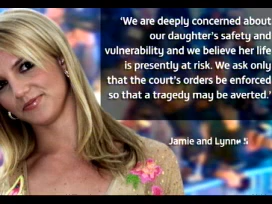 ‘We are deeply concerned about
our daughter's safety and
vulnerability and we believe her life
is presently at risk. We ask only
that the court's orders be enforced
so that a tragedy may be averted.’
Jamie and Lynne